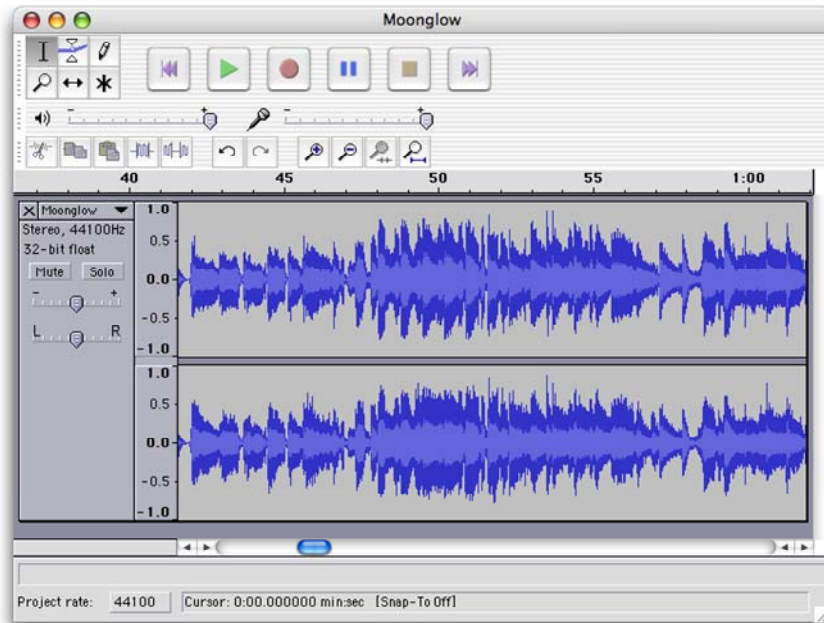 Moonglow
40 45 50 55 1:00
Moonglow
Stereo, 44100Hz
32-bit float
Mute Solo
- +
L R
1.0
0.5
0.0
-0.5
-1.0
1.0
0.5
0.0
-0.5
-1.0
Project rate: 44100 Cursor: 0:00.000000 min:sec [Snap-To Off]